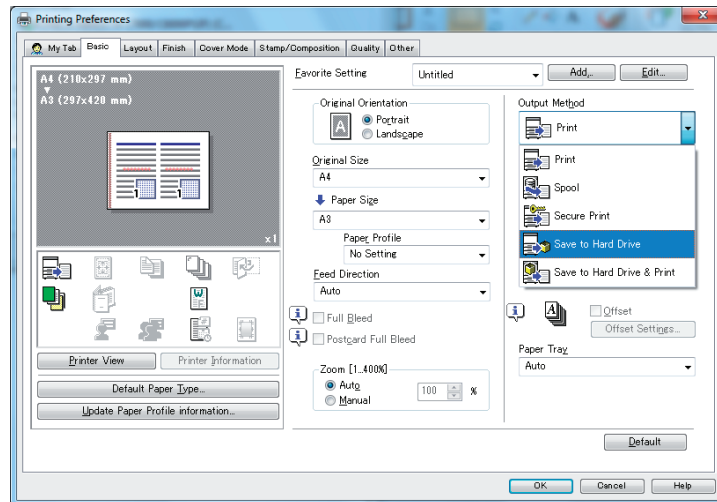 Printing Preferences
My Tab Basic Layout Finish Cover Mode Stamp/Composition Quality Other
A4 (210x297 mm)
A3 (297x420 mm)
1 1
x1
W
Printer View Printer Information
Default Paper Type...
Update Paper Profile information...
Favorite Setting Untitled Add... Edit...
Original Orientation
A
Portrait
Landscape
Original Size
A4
Paper Size
A3
Paper Profile
No Setting
Feed Direction
Auto
Full Bleed
Postcard Full Bleed
Zoom [1..400%]
Auto
Manual
100 %
Output Method
Print
Print
Spool
Secure Print
Save to Hard Drive
Save to Hard Drive & Print
A
Offset
Offset Settings...
Paper Tray
Auto
Default
OK Cancel Help